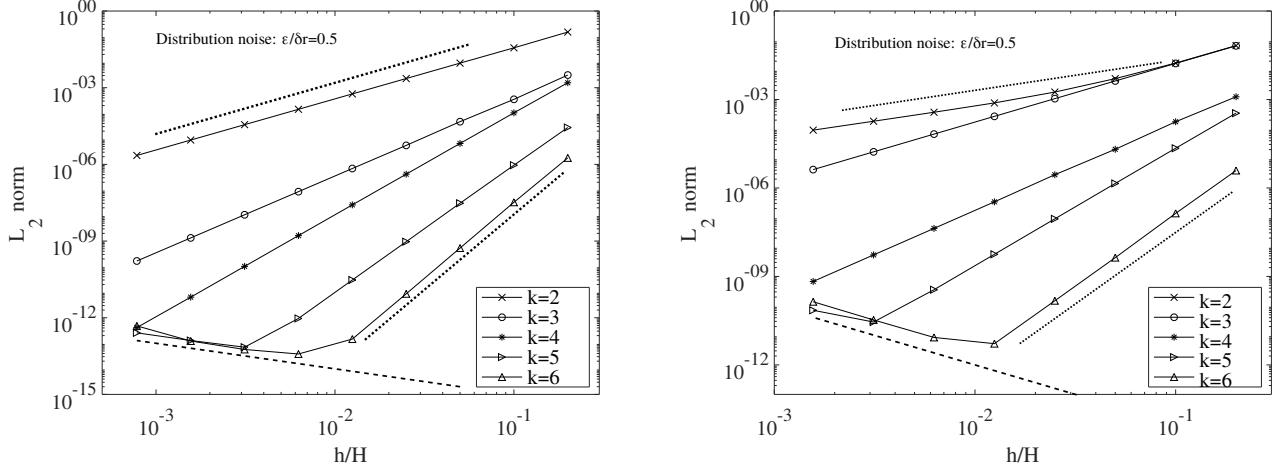 Distribution noise: ε/δr=0.5
10^00
10^-03
10^-06
10^-09
10^-12
10^-15
L_2 norm
k=2
k=3
k=4
k=5
k=6
10^-3
10^-2
10^-1
h/H
Distribution noise: ε/δr=0.5
10^00
10^-03
10^-06
10^-09
10^-12
L_2 norm
k=2
k=3
k=4
k=5
k=6
10^-3
10^-2
10^-1
h/H